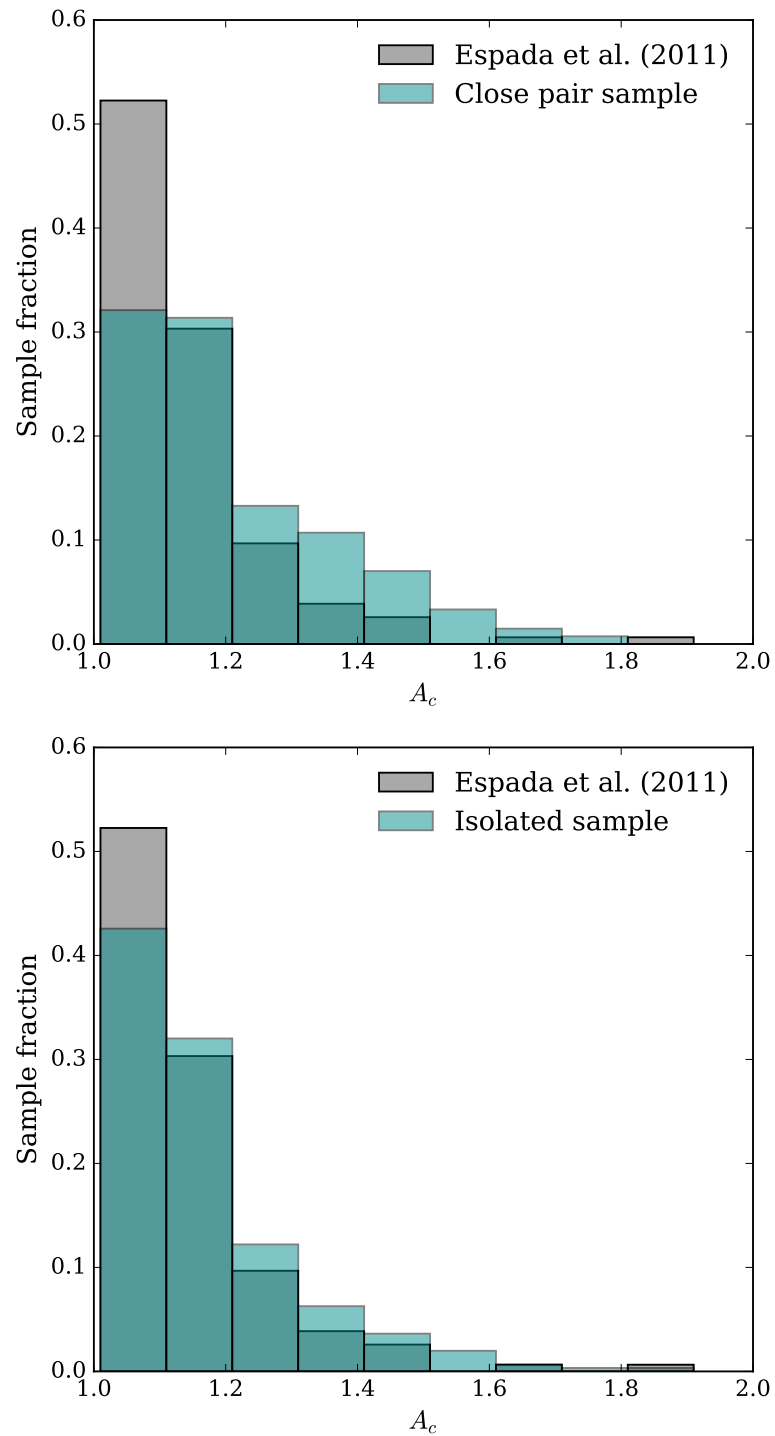 0.6
Espada et al. (2011)
Close pair sample
0.5
0.4
0.3
0.2
0.1
0.0
Sample fraction
1.0 1.2 1.4 1.6 1.8 2.0
A_c
0.6
Espada et al. (2011)
Isolated sample
0.5
0.4
0.3
0.2
0.1
0.0
Sample fraction
1.0 1.2 1.4 1.6 1.8 2.0
A_c